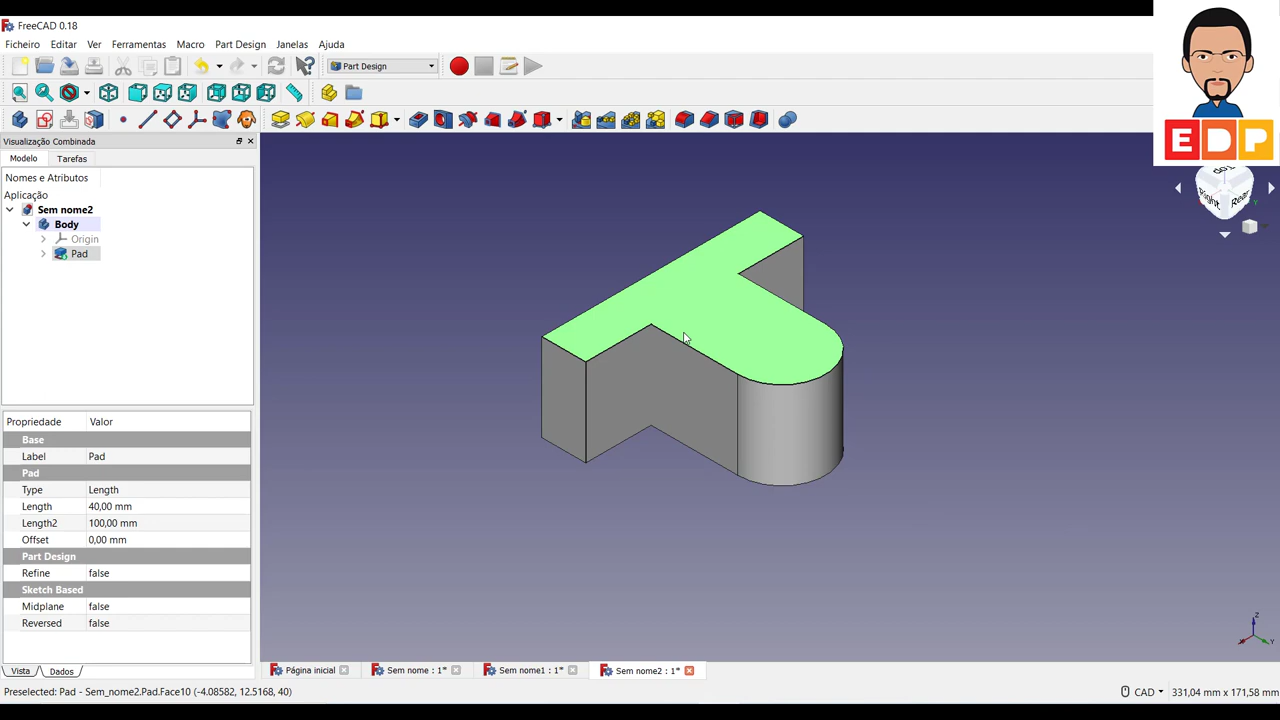 FreeCAD 0.18
Ficheiro Editar Ver Ferramentas Macro Part Design Janelas Ajuda
Part Design
EDP
Visualização Combinada
Modelo Tarefas
Nomes e Atributos
Aplicação
Sem nome2
Body
Origin
Pad
Top
Right Rear
Propriedade Valor
Base
Label Pad
Pad
Type Length
Length 40,00 mm
Length2 100,00 mm
Offset 0,00 mm
Part Design
Refine false
Sketch Based
Midplane false
Reversed false
Z
Y
Vista Dados
Página inicial Sem nome : 1* Sem nome1 : 1* Sem nome2 : 1*
Preselected: Pad - Sem_nome2.Pad.Face10 (-4.08582, 12.5168, 40) CAD 331,04 mm x 171,58 mm